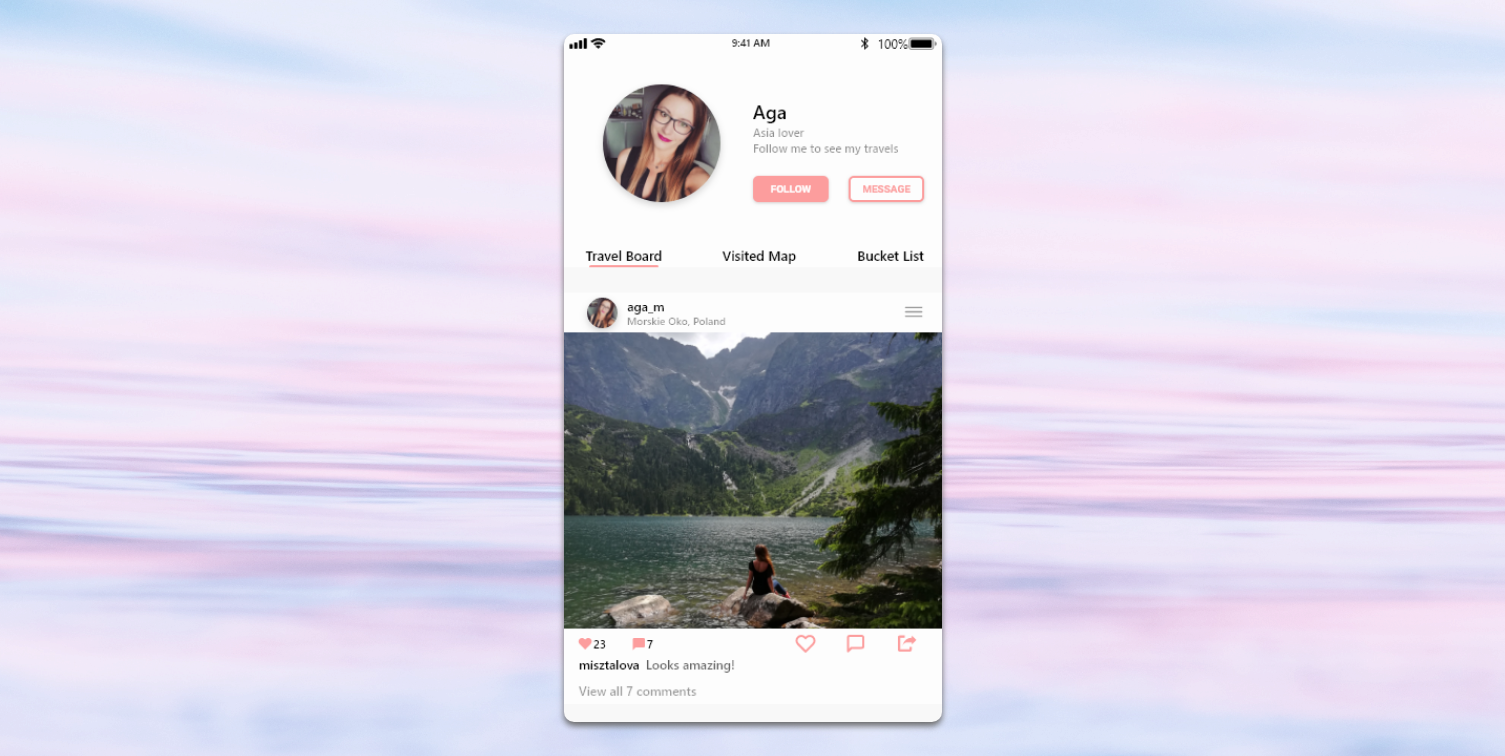 9:41 AM 100%
Aga
Asia lover
Follow me to see my travels
FOLLOW MESSAGE
Travel Board Visited Map Bucket List
aga_m
Morskie Oko, Poland
23 7
misztalova Looks amazing!
View all 7 comments